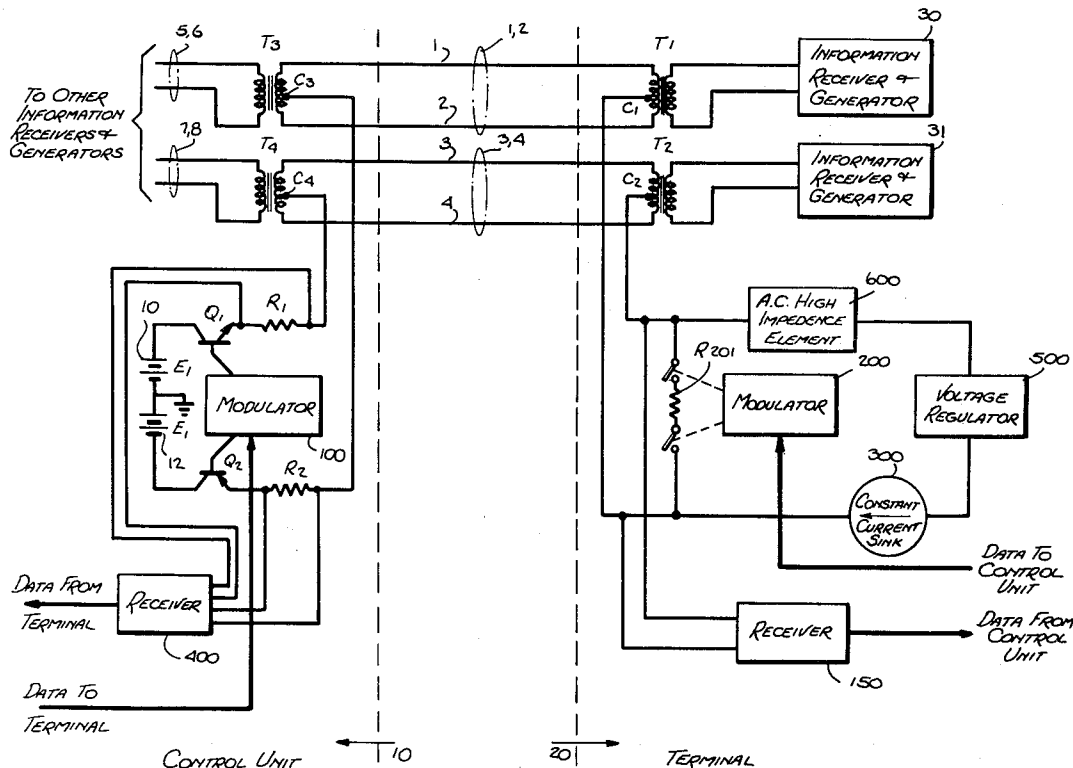 5,6
T3
1
1,2
T1
30
TO OTHER
INFORMATION
RECEIVERS &
GENERATORS
C3
C1
2
INFORMATION
RECEIVER &
GENERATOR
7,8
T4
3
3,4
T2
31
C4
C2
4
INFORMATION
RECEIVER &
GENERATOR
10
Q1
R1
E1
E1
12
MODULATOR
100
Q2
R2
600
A.C. HIGH
IMPEDENCE
ELEMENT
R201
200
MODULATOR
500
VOLTAGE
REGULATOR
300
CONSTANT
CURRENT
SINK
DATA TO
CONTROL
UNIT
DATA FROM
TERMINAL
RECEIVER
400
RECEIVER
150
DATA FROM
CONTROL
UNIT
DATA TO
TERMINAL
CONTROL UNIT
10
20
TERMINAL